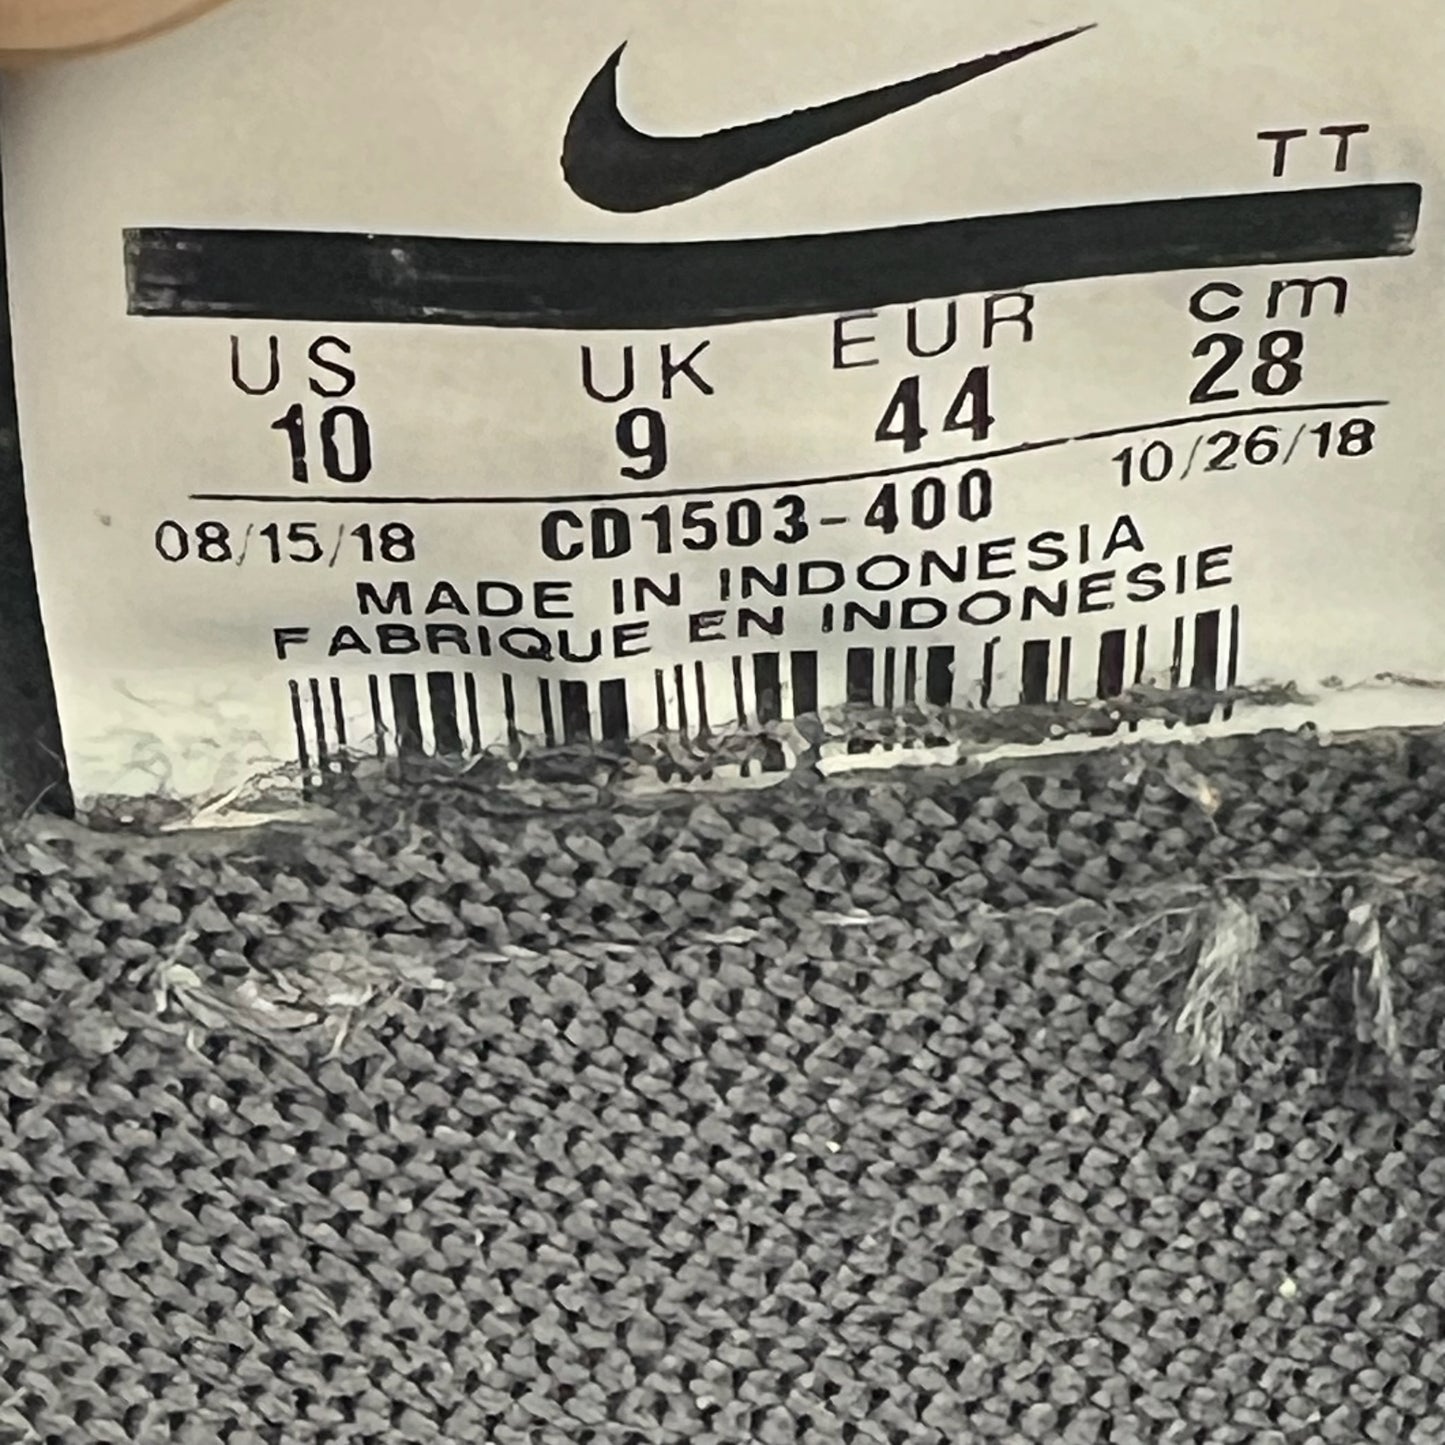 TT
US UK EUR cm
10 9 44 28
08/15/18 CD1503-400 10/26/18
MADE IN INDONESIA
FABRIQUE EN INDONESIE